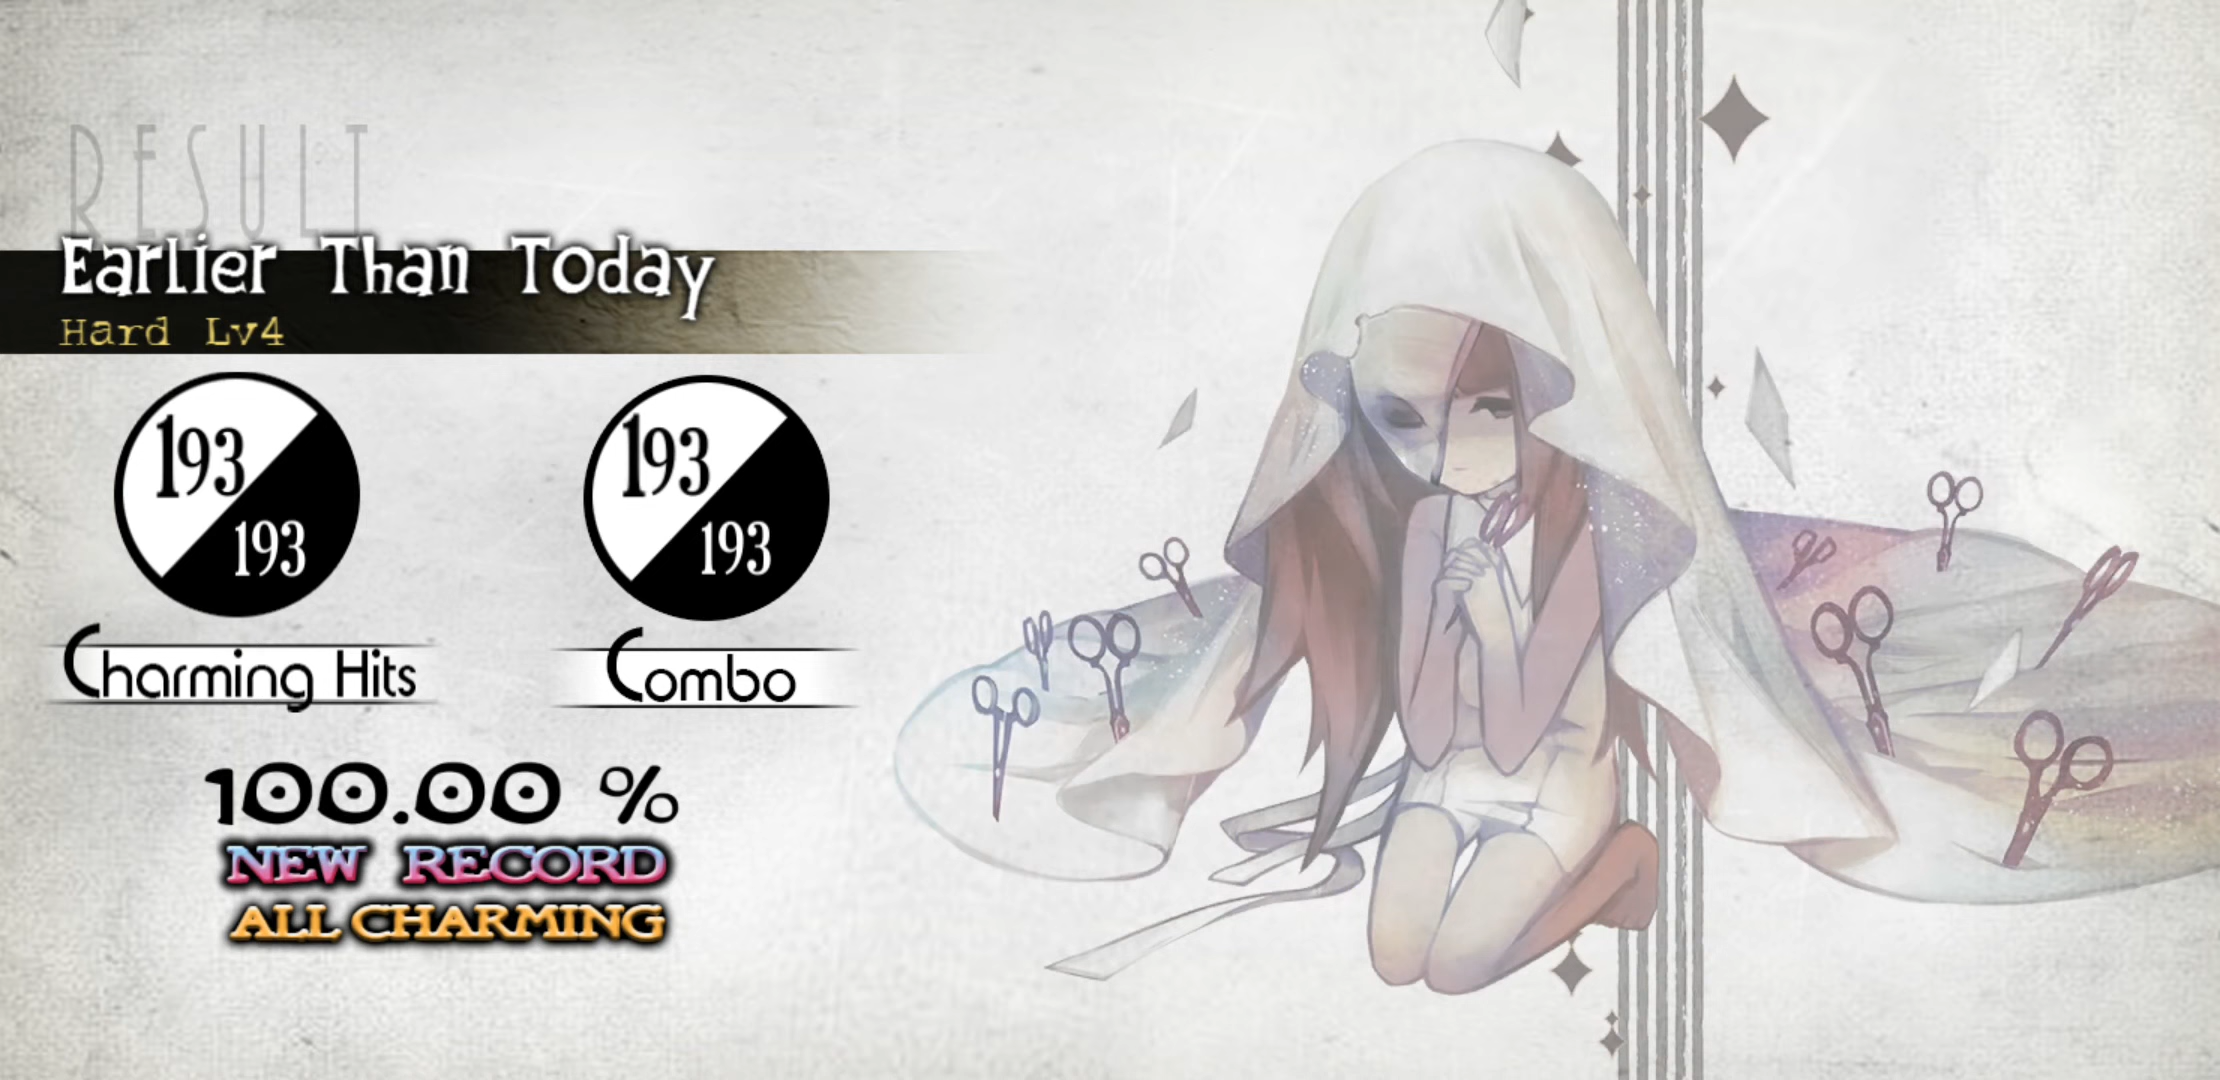 RESULT
Earlier Than Today
Hard Lv4
193
193
Charming Hits
193
193
Combo
100.00 %
NEW RECORD
ALL CHARMING